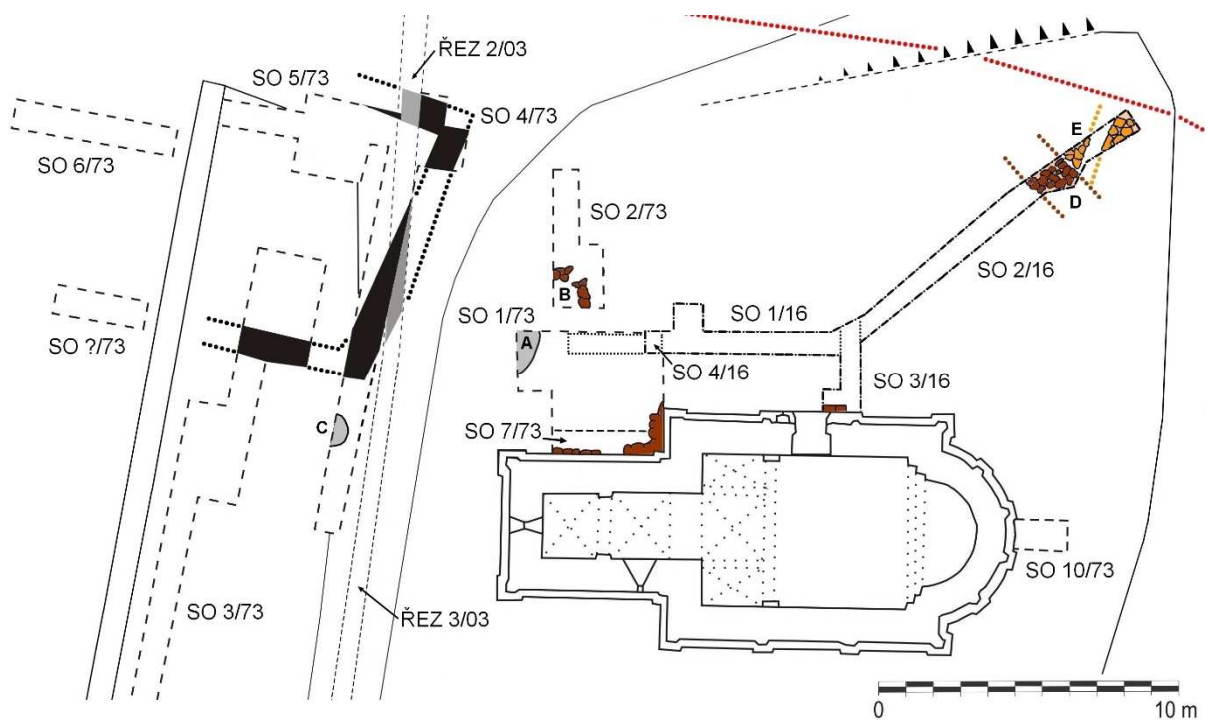 ŘEZ 2/03
SO 5/73
SO 4/73
SO 6/73
E
D
SO 2/73
SO 2/16
B
SO 1/73
SO 1/16
A
SO ?/73
SO 4/16
SO 3/16
C
SO 7/73
SO 10/73
SO 3/73
ŘEZ 3/03
0
10 m